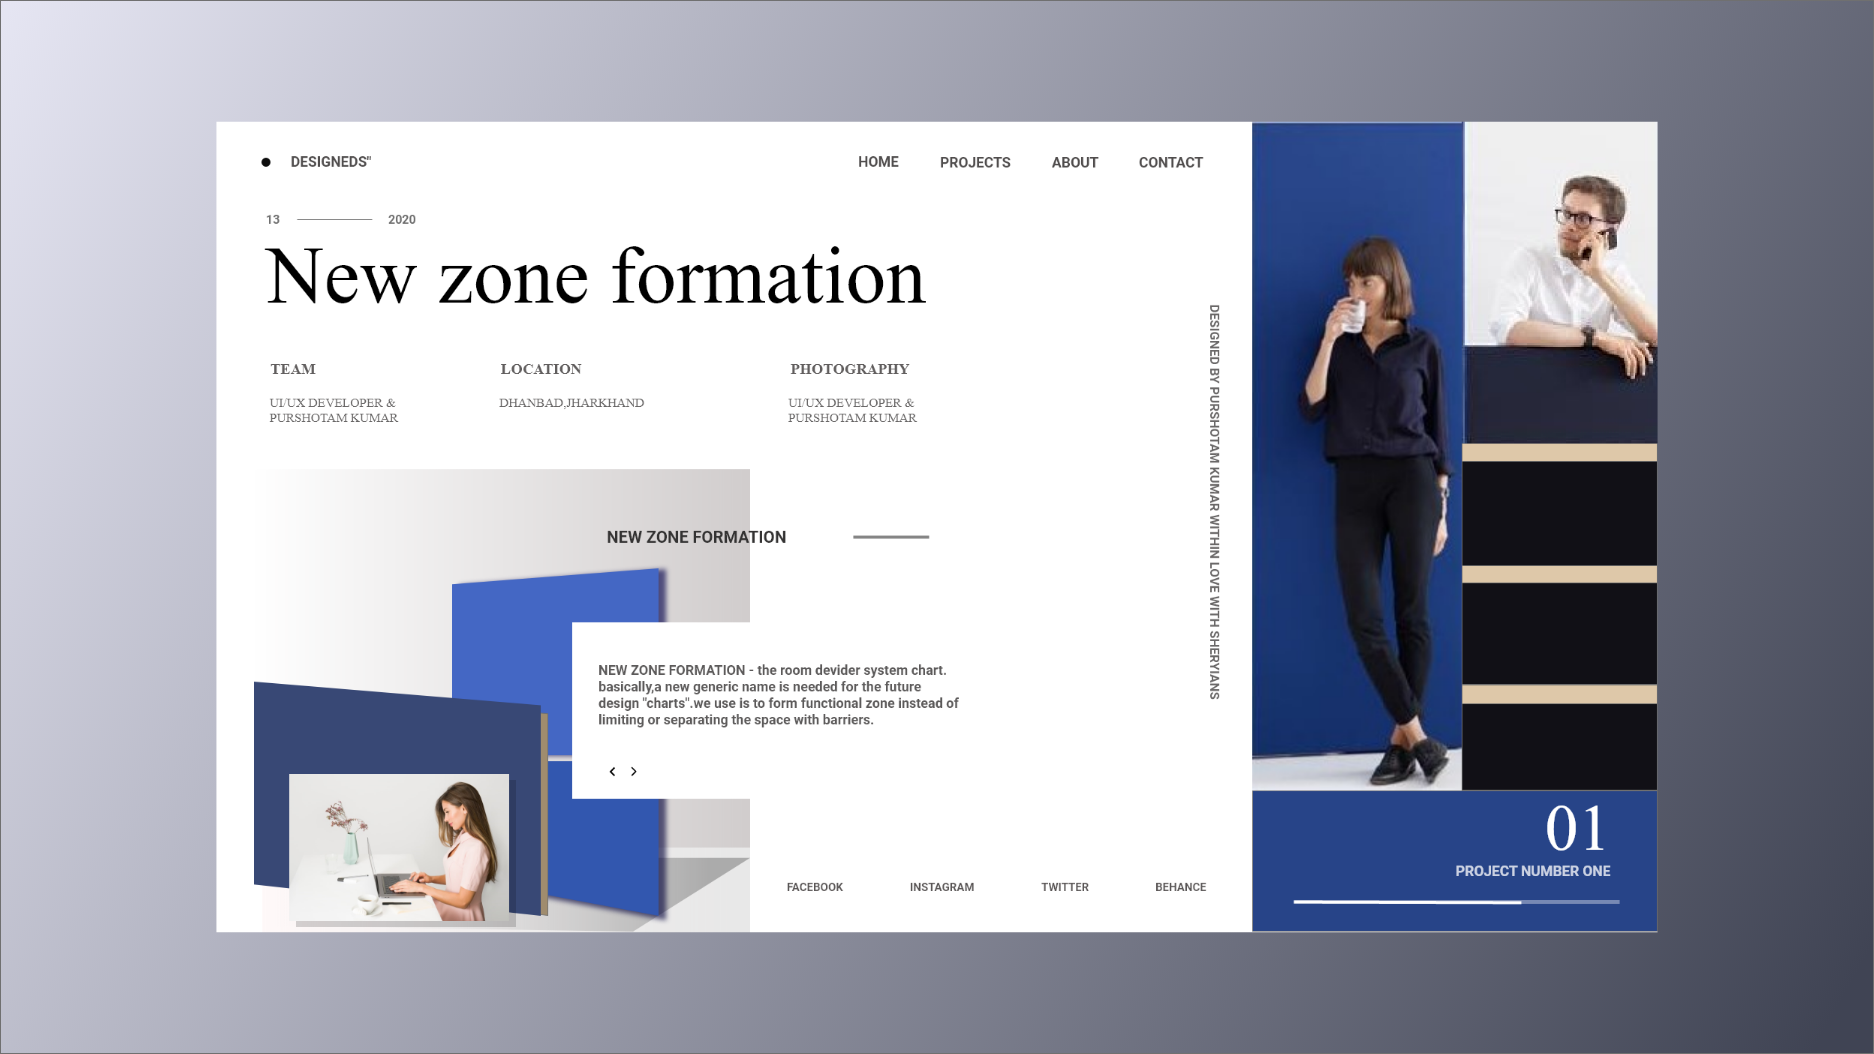 DESIGNEDS"
HOME
PROJECTS
ABOUT
CONTACT
13
2020
New zone formation
TEAM
UI/UX DEVELOPER &
PURSHOTAM KUMAR
LOCATION
DHANBAD,JHARKHAND
PHOTOGRAPHY
UI/UX DEVELOPER &
PURSHOTAM KUMAR
DESIGNED BY PURSHOTAM KUMAR WITHIN LOVE WITH SHERYIANS
NEW ZONE FORMATION
NEW ZONE FORMATION - the room devider system chart.
basically,a new generic name is needed for the future
design "charts".we use is to form functional zone instead of
limiting or separating the space with barriers.
FACEBOOK
INSTAGRAM
TWITTER
BEHANCE
01
PROJECT NUMBER ONE